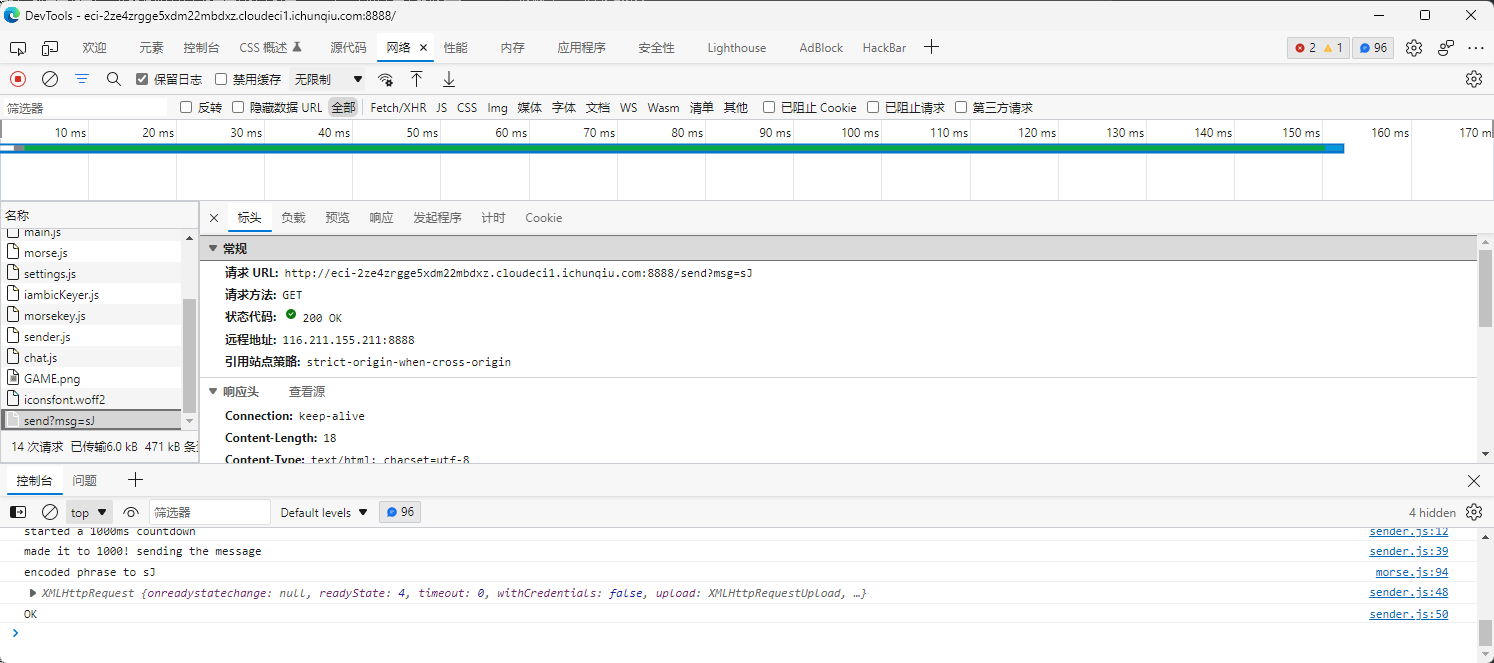 DevTools - eci-2ze4zrgge5xdm22mbdxz.cloudeci1.ichunqiu.com:8888/
欢迎 元素 控制台 CSS 概述 源代码 网络 性能 内存 应用程序 安全性 Lighthouse AdBlock HackBar 2 1 96
保留日志 禁用缓存 无限制
筛选器 反转 隐藏数据 URL 全部 Fetch/XHR JS CSS Img 媒体 字体 文档 WS Wasm 清单 其他 已阻止 Cookie 已阻止请求 第三方请求
10 ms 20 ms 30 ms 40 ms 50 ms 60 ms 70 ms 80 ms 90 ms 100 ms 110 ms 120 ms 130 ms 140 ms 150 ms 160 ms 170 m
名称
main.js
morse.js
settings.js
iambicKeyer.js
morsekey.js
sender.js
chat.js
GAME.png
iconsfont.woff2
send?msg=sJ
14 次请求 已传输6.0 kB 471 kB 条
标头 负载 预览 响应 发起程序 计时 Cookie
常规
请求 URL: http://eci-2ze4zrgge5xdm22mbdxz.cloudeci1.ichunqiu.com:8888/send?msg=sJ
请求方法: GET
状态代码: 200 OK
远程地址: 116.211.155.211:8888
引用站点策略: strict-origin-when-cross-origin
响应头 查看源
Connection: keep-alive
Content-Length: 18
Content-Type: text/html; charset=utf-8
控制台 问题
top 筛选器 Default levels 96 4 hidden
started a 1000ms countdown sender.js:12
made it to 1000! sending the message sender.js:39
encoded phrase to sJ morse.js:94
XMLHttpRequest {onreadystatechange: null, readyState: 4, timeout: 0, withCredentials: false, upload: XMLHttpRequestUpload, …} sender.js:48
OK sender.js:50